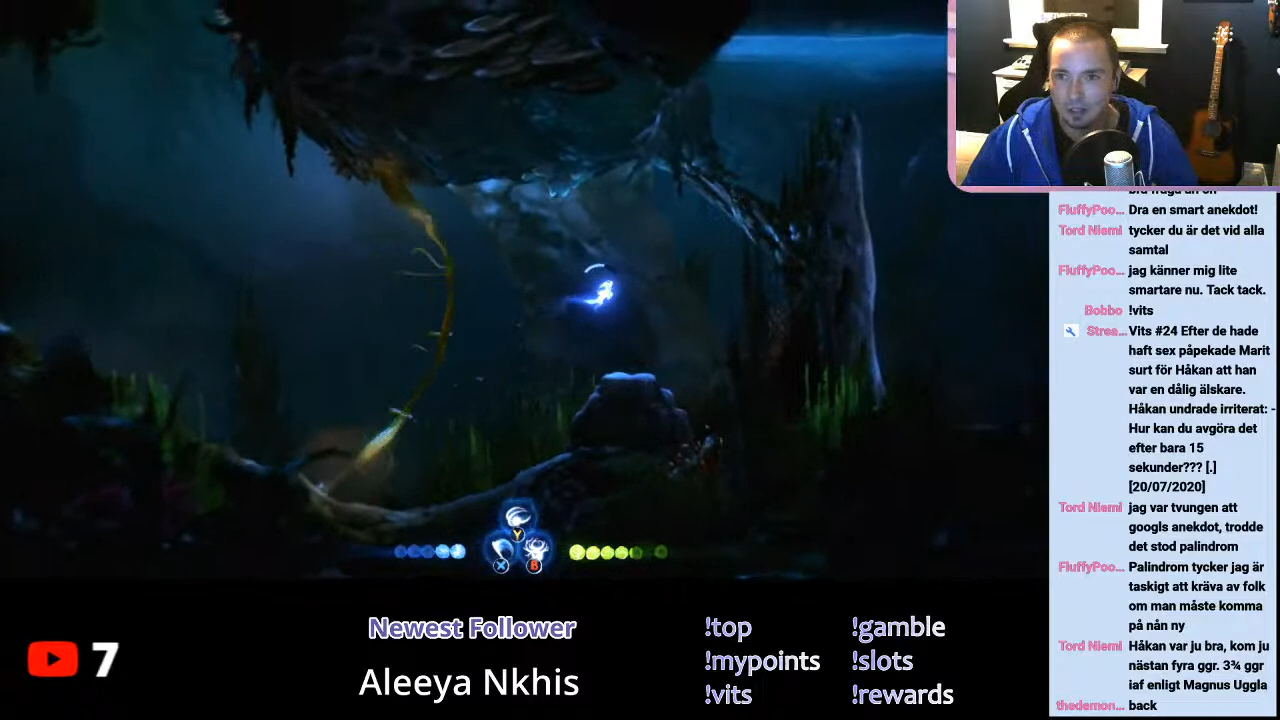 FluffyPoo... Dra en smart anekdot!
Tord Niemi tycker du är det vid alla
samtal
FluffyPoo... jag känner mig lite
smartare nu. Tack tack.
Bobbo !vits
Strea... Vits #24 Efter de hade
haft sex påpekade Marit
surt för Håkan att han
var en dålig älskare.
Håkan undrade irriterat: -
Hur kan du avgöra det
efter bara 15
sekunder??? [.]
[20/07/2020]
Tord Niemi jag var tvungen att
googls anekdot, trodde
det stod palindrom
FluffyPoo... Palindrom tycker jag är
taskigt att kräva av folk
om man måste komma
på nån ny
Tord Niemi Håkan var ju bra, kom ju
nästan fyra ggr. 3¾ ggr
iaf enligt Magnus Uggla
thedemon... back
Y
X
B
7
Newest Follower
Aleeya Nkhis
!top
!mypoints
!vits
!gamble
!slots
!rewards